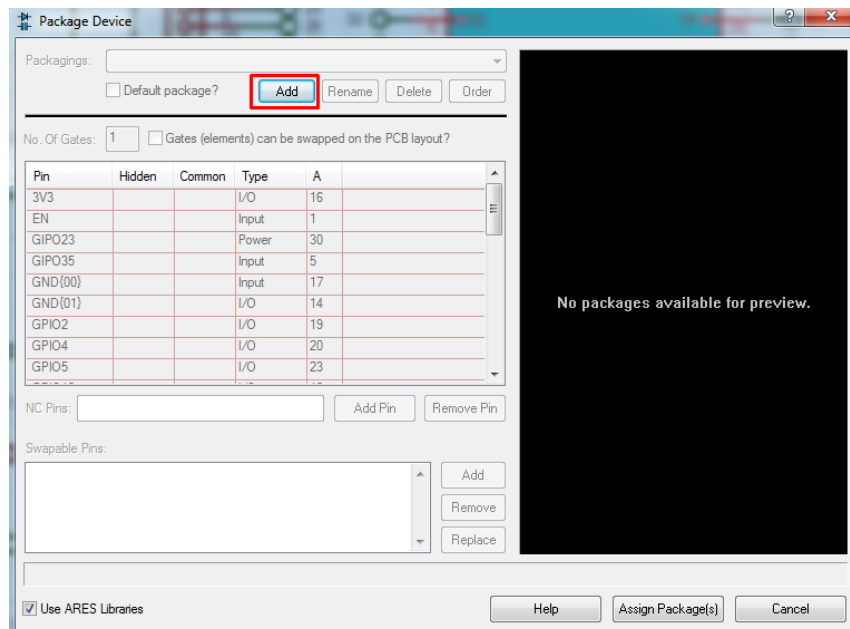 Package Device
Packagings:
Default package? Add Rename Delete Order
No. Of Gates: 1 Gates (elements) can be swapped on the PCB layout?
Pin Hidden Common Type A
3V3 I/O 16
EN Input 1
GIPO23 Power 30
GIPO35 Input 5
GND{00} Input 17
GND{01} I/O 14
GPIO2 I/O 19
GPIO4 I/O 20
GPIO5 I/O 23
No packages available for preview.
NC Pins: Add Pin Remove Pin
Swapable Pins:
Add
Remove
Replace
Use ARES Libraries Help Assign Package(s) Cancel